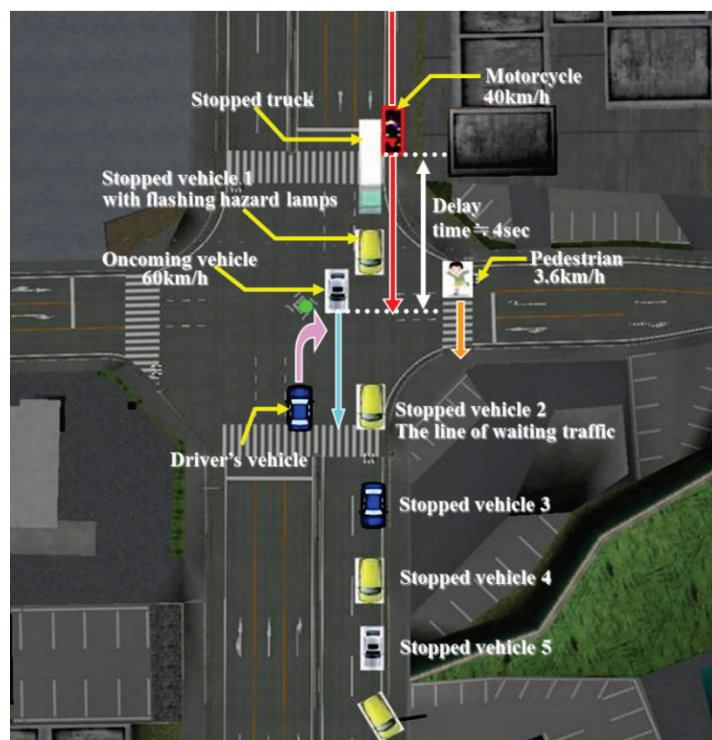 Motorcycle
40km/h
Stopped truck
Stopped vehicle 1
with flashing hazard lamps
Delay
time≒4sec
Oncoming vehicle
60km/h
Pedestrian
3.6km/h
Stopped vehicle 2
The line of waiting traffic
Driver's vehicle
Stopped vehicle 3
Stopped vehicle 4
Stopped vehicle 5